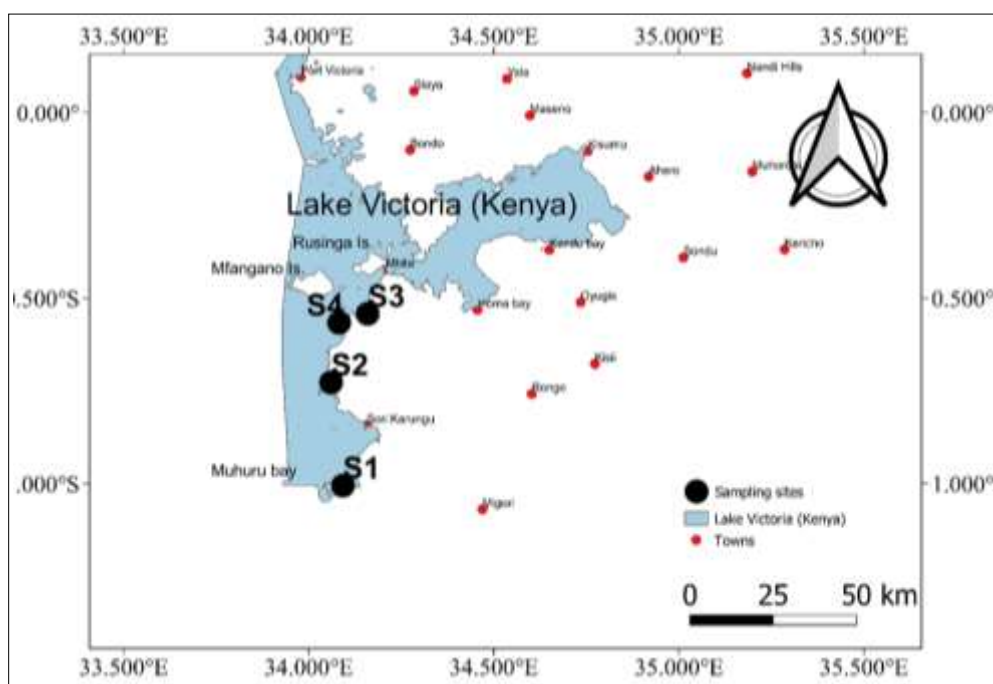 33.500°E 34.000°E 34.500°E 35.000°E 35.500°E
Port Victoria
Siaya
Yala
Nandi Hills
0.000°
0.000°
Maseno
Bondo
Kisumu
Ahero
Muhoroni
Lake Victoria (Kenya)
Rusinga Is.
Kendu bay
Sondu
Kericho
Mfangano Is.
Mbita
0.500°S
0.500°S
S4
S3
Homa bay
Oyugis
S2
Kisii
Rongo
Sori Karungu
Muhuru bay
S1
.000°S
1.000°S
Migori
Sampling sites
Lake Victoria (Kenya)
Towns
0 25 50 km
33.500°E 34.000°E 34.500°E 35.000°E 35.500°E